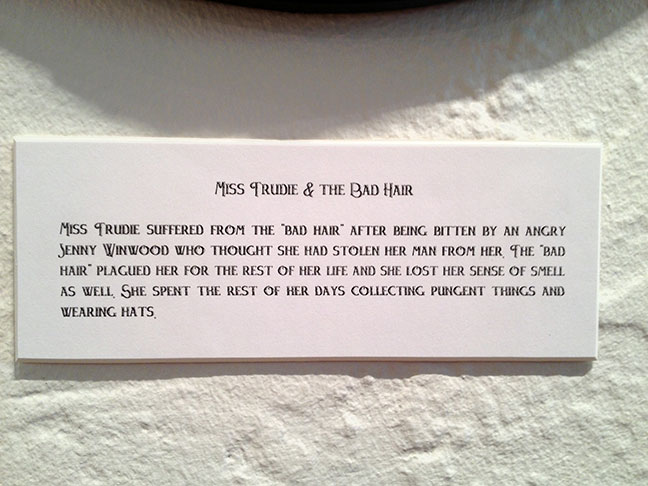 Miss Trudie & the Bad Hair
Miss Trudie suffered from the "bad hair" after being bitten by an angry
Jenny Winwood who thought she had stolen her man from her. The "bad
hair" plagued her for the rest of her life and she lost her sense of smell
as well. She spent the rest of her days collecting pungent things and
wearing hats.